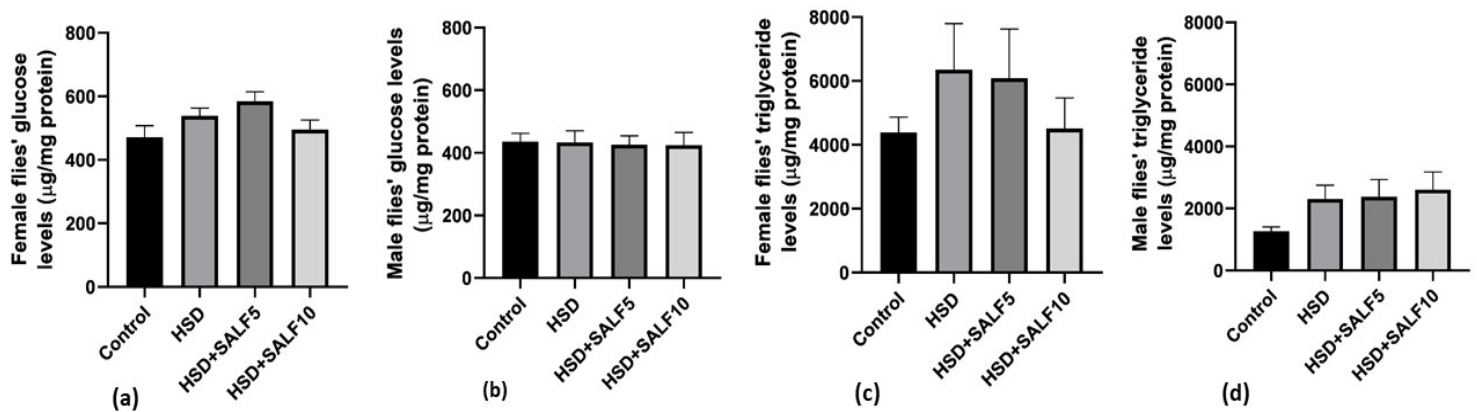 Female flies' glucose
levels (µg/mg protein)
800
600
400
200
0
Control
HSD
HSD+SALF5
HSD+SALF10
(a)
Male flies' glucose levels
(µg/mg protein)
800
600
400
200
0
Control
HSD
HSD+SALF5
HSD+SALF10
(b)
Female flies' triglyceride
levels (µg/mg protein)
8000
6000
4000
2000
0
Control
HSD
HSD+SALF5
HSD+SALF10
(c)
Male flies' triglyceride
levels (µg/mg protein)
8000
6000
4000
2000
0
Control
HSD
HSD+SALF5
HSD+SALF10
(d)